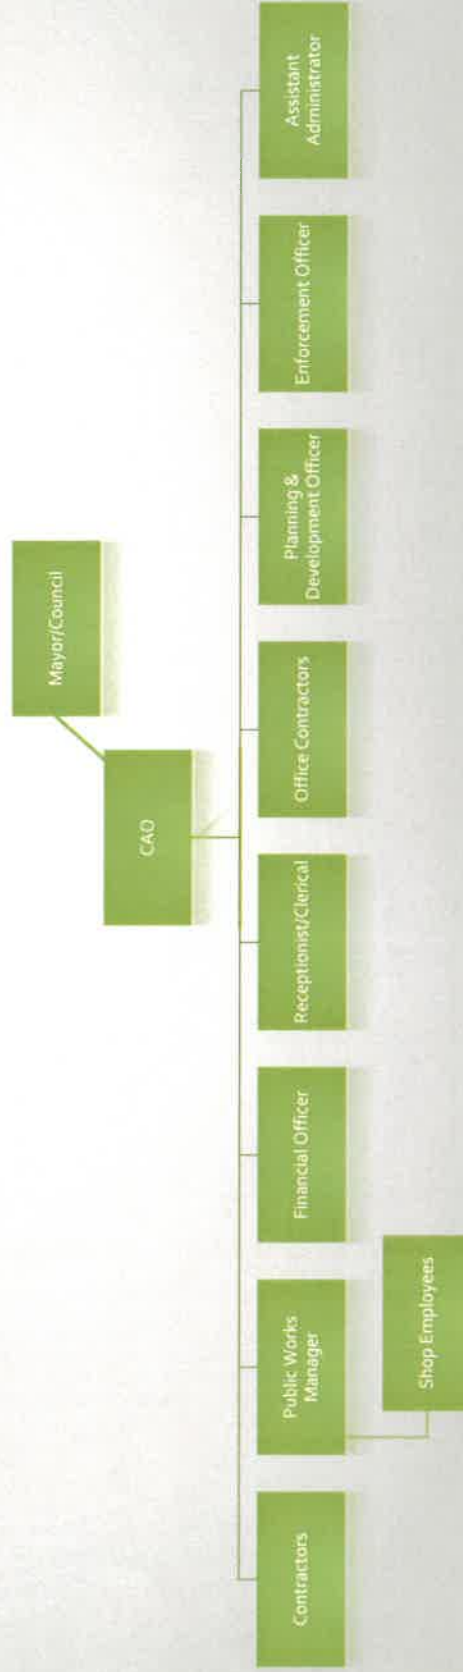 Mayor/Council
CAO
Contractors
Public Works
Manager
Financial Officer
Receptionist/Clerical
Office Contractors
Planning &
Development Officer
Enforcement Officer
Assistant
Administrator
Shop Employees